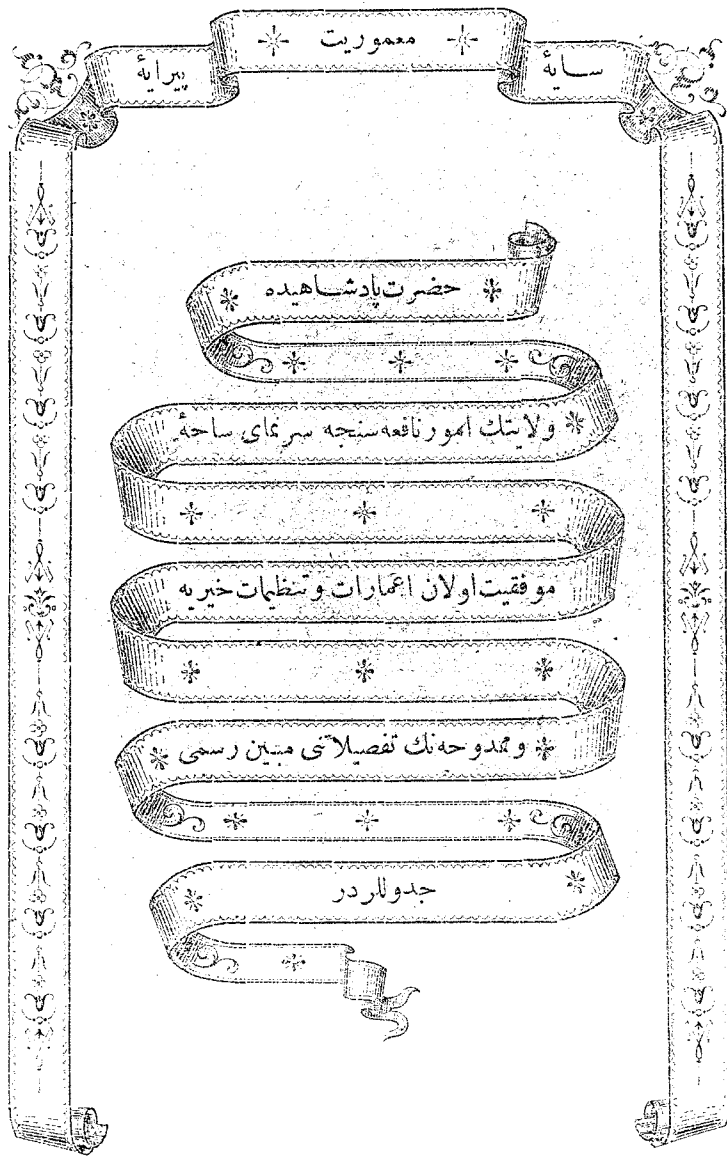 سایهٔ معموریت پیرایهٔ
حضرت پادشاهیده
ولایتك امور نافعه سنجه سرنمای ساحهٔ
موفقیت اولان اعمارات و تنظیمات خیریه
و ممدوحه نك تفصیلاتنی مبین رسمی
جدوللردر